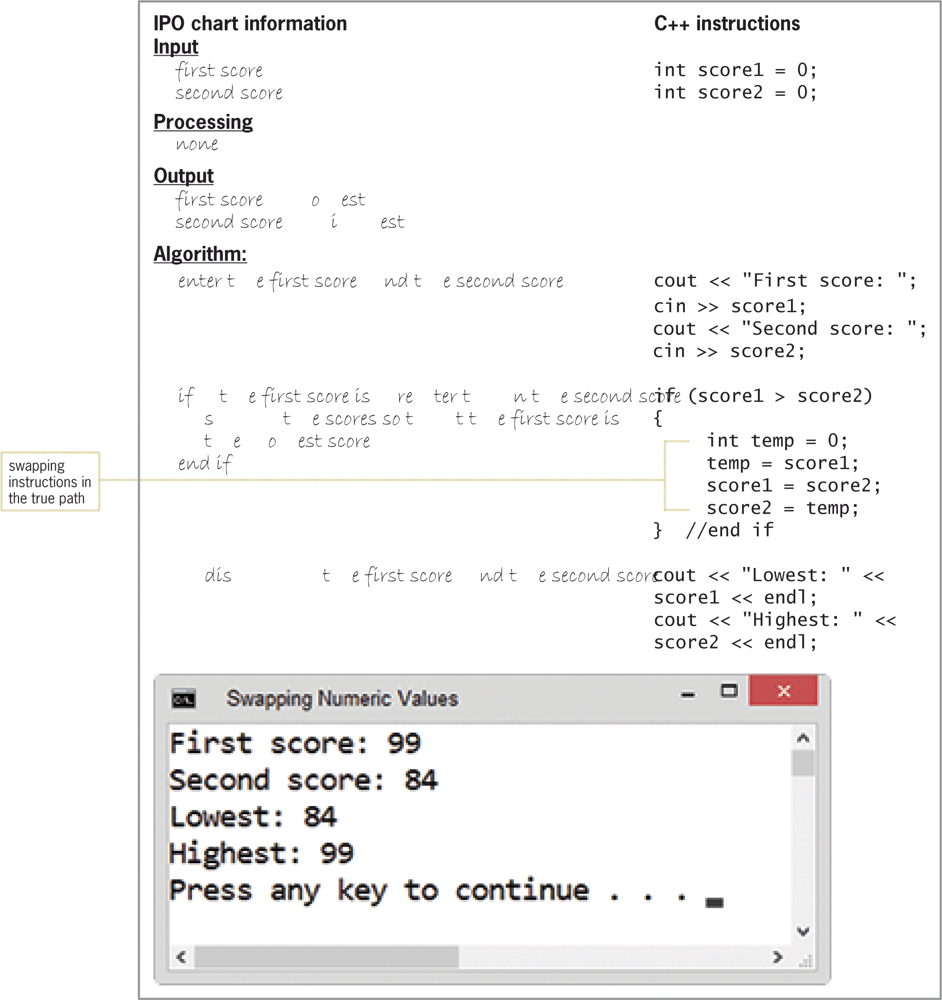 IPO chart information
C++ instructions
Input
first score
int score1 = 0;
second score
int score2 = 0;
Processing
none
Output
first score o est
second score i est
Algorithm:
enter t e first score nd t e second score
cout << "First score: ";
cin >> score1;
cout << "Second score: ";
cin >> score2;
if t e first score is re ter t n t e second score
if (score1 > score2)
s t e scores so t t t e first score is
{
t e o est score
int temp = 0;
end if
temp = score1;
swapping
instructions in
the true path
score1 = score2;
score2 = temp;
} //end if
dis t e first score nd t e second score
cout << "Lowest: " <<
score1 << endl;
cout << "Highest: " <<
score2 << endl;
Swapping Numeric Values
First score: 99
Second score: 84
Lowest: 84
Highest: 99
Press any key to continue . . .